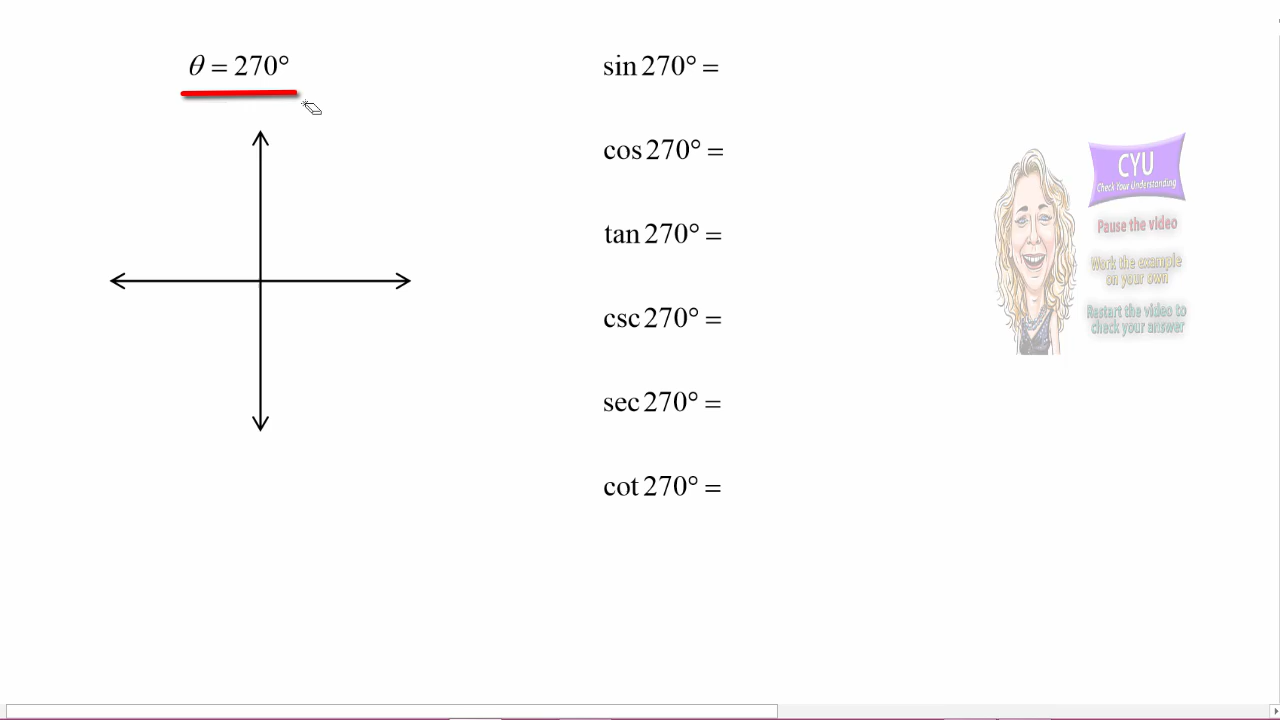 θ = 270°
sin 270° =
cos 270° =
tan 270° =
csc 270° =
sec 270° =
cot 270° =
CYU
Check Your Understanding
Pause the video
Work the example
on your own
Restart the video to
check your answer